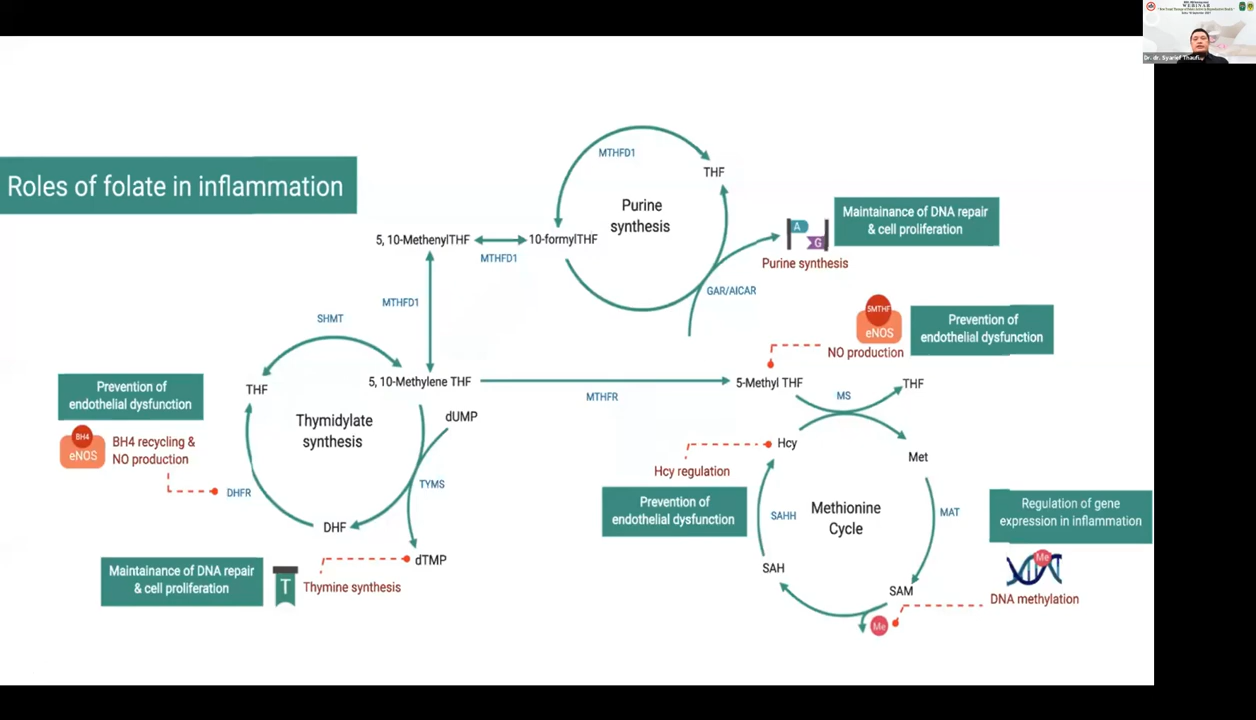 WEBINAR
Dr. dr. Syarief Thaufi...
Roles of folate in inflammation
MTHFD1
THF
Purine
synthesis
5, 10-MethenylTHF
10-formylTHF
MTHFD1
A
G
Purine synthesis
Maintainance of DNA repair
& cell proliferation
MTHFD1
GAR/AICAR
SHMT
5MTHF
eNOS
NO production
Prevention of
endothelial dysfunction
THF
5, 10-Methylene THF
MTHFR
5-Methyl THF
MS
THF
Prevention of
endothelial dysfunction
BH4
eNOS
BH4 recycling &
NO production
Thymidylate
synthesis
dUMP
DHFR
TYMS
DHF
dTMP
Maintainance of DNA repair
& cell proliferation
T
Thymine synthesis
Hcy
Met
Hcy regulation
Prevention of
endothelial dysfunction
SAHH
Methionine
Cycle
MAT
Regulation of gene
expression in inflammation
SAH
SAM
Me
Me
DNA methylation